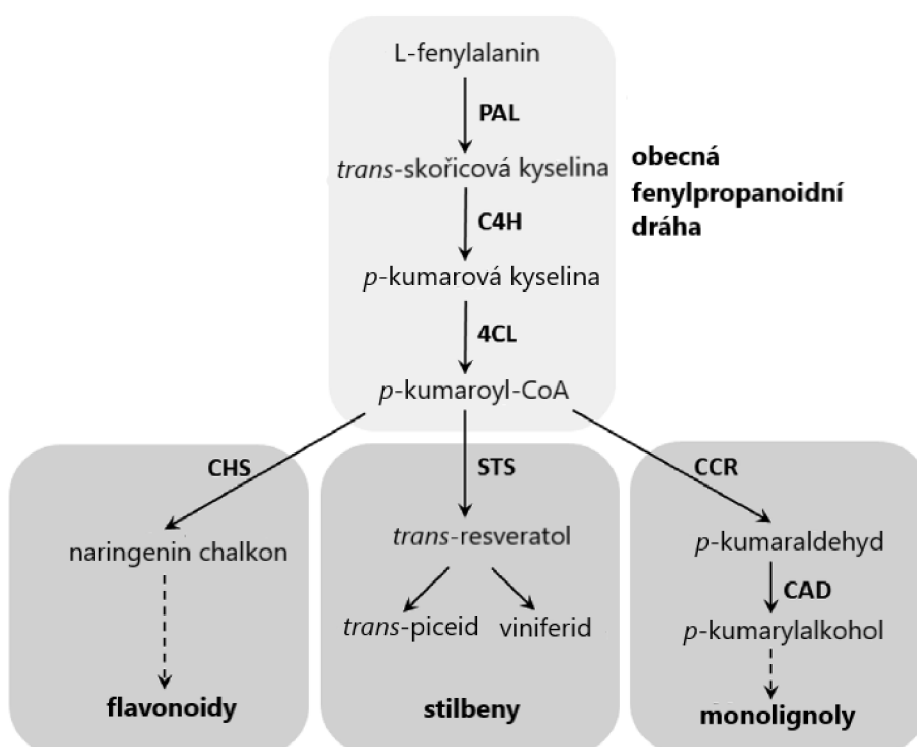 L-fenylalanin
PAL
trans-skořicová kyselina
obecná
fenylpropanoidní
dráha
C4H
p-kumarová kyselina
4CL
p-kumaroyl-CoA
CHS
STS
CCR
naringenin chalkon
trans-resveratol
p-kumaraldehyd
CAD
trans-piceid
viniferid
p-kumarylalkohol
flavonoidy
stilbeny
monolignoly